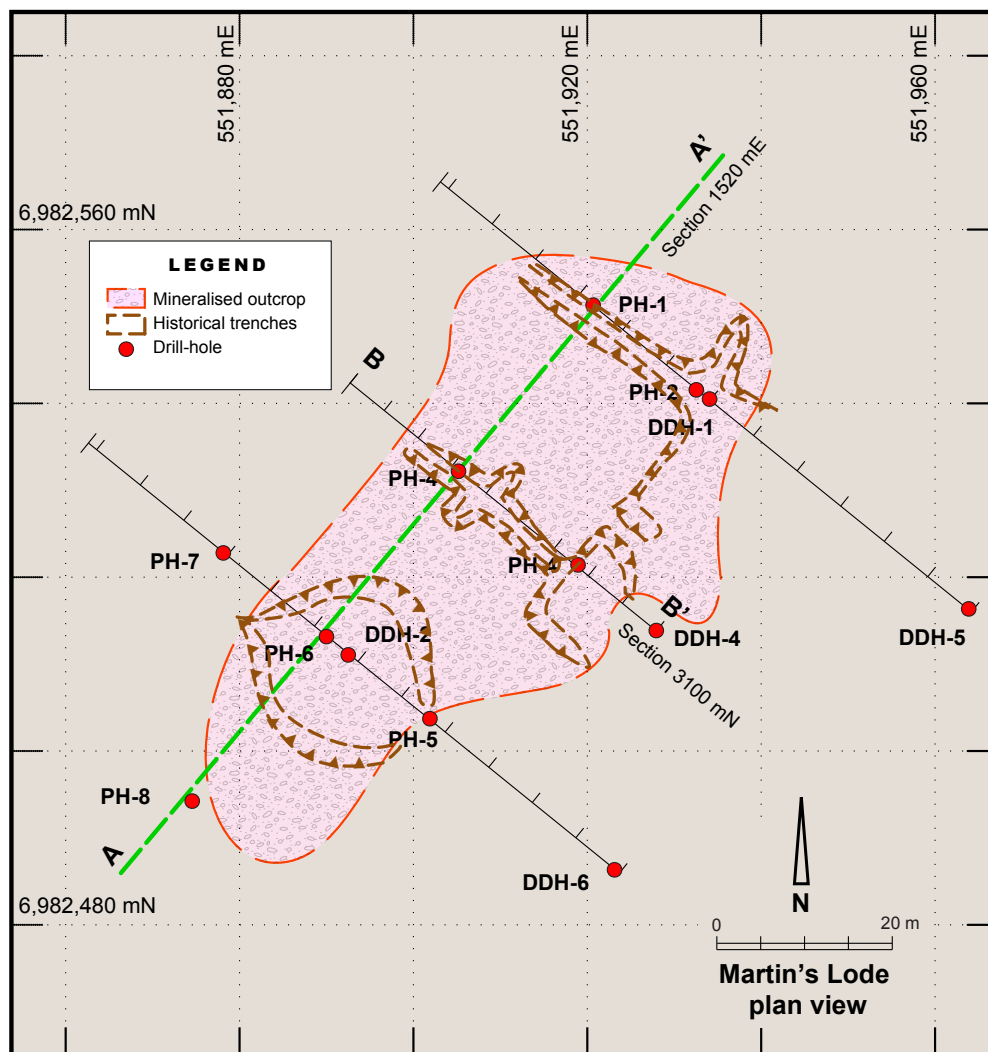 551,880 mE
551,920 mE
551,960 mE
A'
Section 1520 mE
6,982,560 mN
LEGEND
Mineralised outcrop
Historical trenches
Drill-hole
PH-1
B
PH-2
DDH-1
PH-4
PH-7
PH-4
B'
DDH-4
DDH-5
DDH-2
PH-6
Section 3100 mN
PH-5
PH-8
A
DDH-6
6,982,480 mN
N
0 20 m
Martin's Lode
plan view